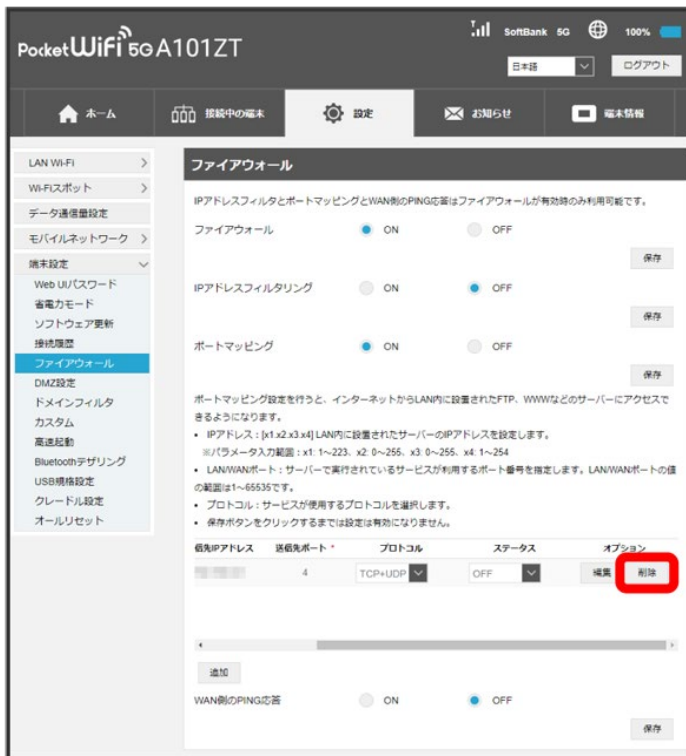 Pocket WiFi 5G A101ZT
SoftBank 5G 100%
日本語 ログアウト
ホーム 接続中の端末 設定 お知らせ 端末情報
LAN Wi-Fi
Wi-Fiスポット
データ通信量設定
モバイルネットワーク
端末設定
Web UIパスワード
省電力モード
ソフトウェア更新
接続履歴
ファイアウォール
DMZ設定
ドメインフィルタ
カスタム
高速起動
Bluetoothテザリング
USB規格設定
クレードル設定
オールリセット
ファイアウォール
IPアドレスフィルタとポートマッピングとWAN側のPING応答はファイアウォールが有効時のみ利用可能です。
ファイアウォール ON OFF
保存
IPアドレスフィルタリング ON OFF
保存
ポートマッピング ON OFF
保存
ポートマッピング設定を行うと、インターネットからLAN内に設置されたFTP、WWWなどのサーバーにアクセスで
きるようになります。
• IPアドレス : [x1.x2.x3.x4] LAN内に設置されたサーバーのIPアドレスを設定します。
※パラメータ入力範囲 : x1: 1~223、x2: 0~255、x3: 0~255、x4: 1~254
• LAN/WANポート : サーバーで実行されているサービスが利用するポート番号を指定します。LAN/WANポートの値
の範囲は1~65535です。
• プロトコル : サービスが使用するプロトコルを選択します。
• 保存ボタンをクリックするまでは設定は有効になりません。
信先IPアドレス 送信先ポート * プロトコル ステータス オプション
4 TCP+UDP OFF 編集 削除
追加
WAN側のPING応答 ON OFF
保存